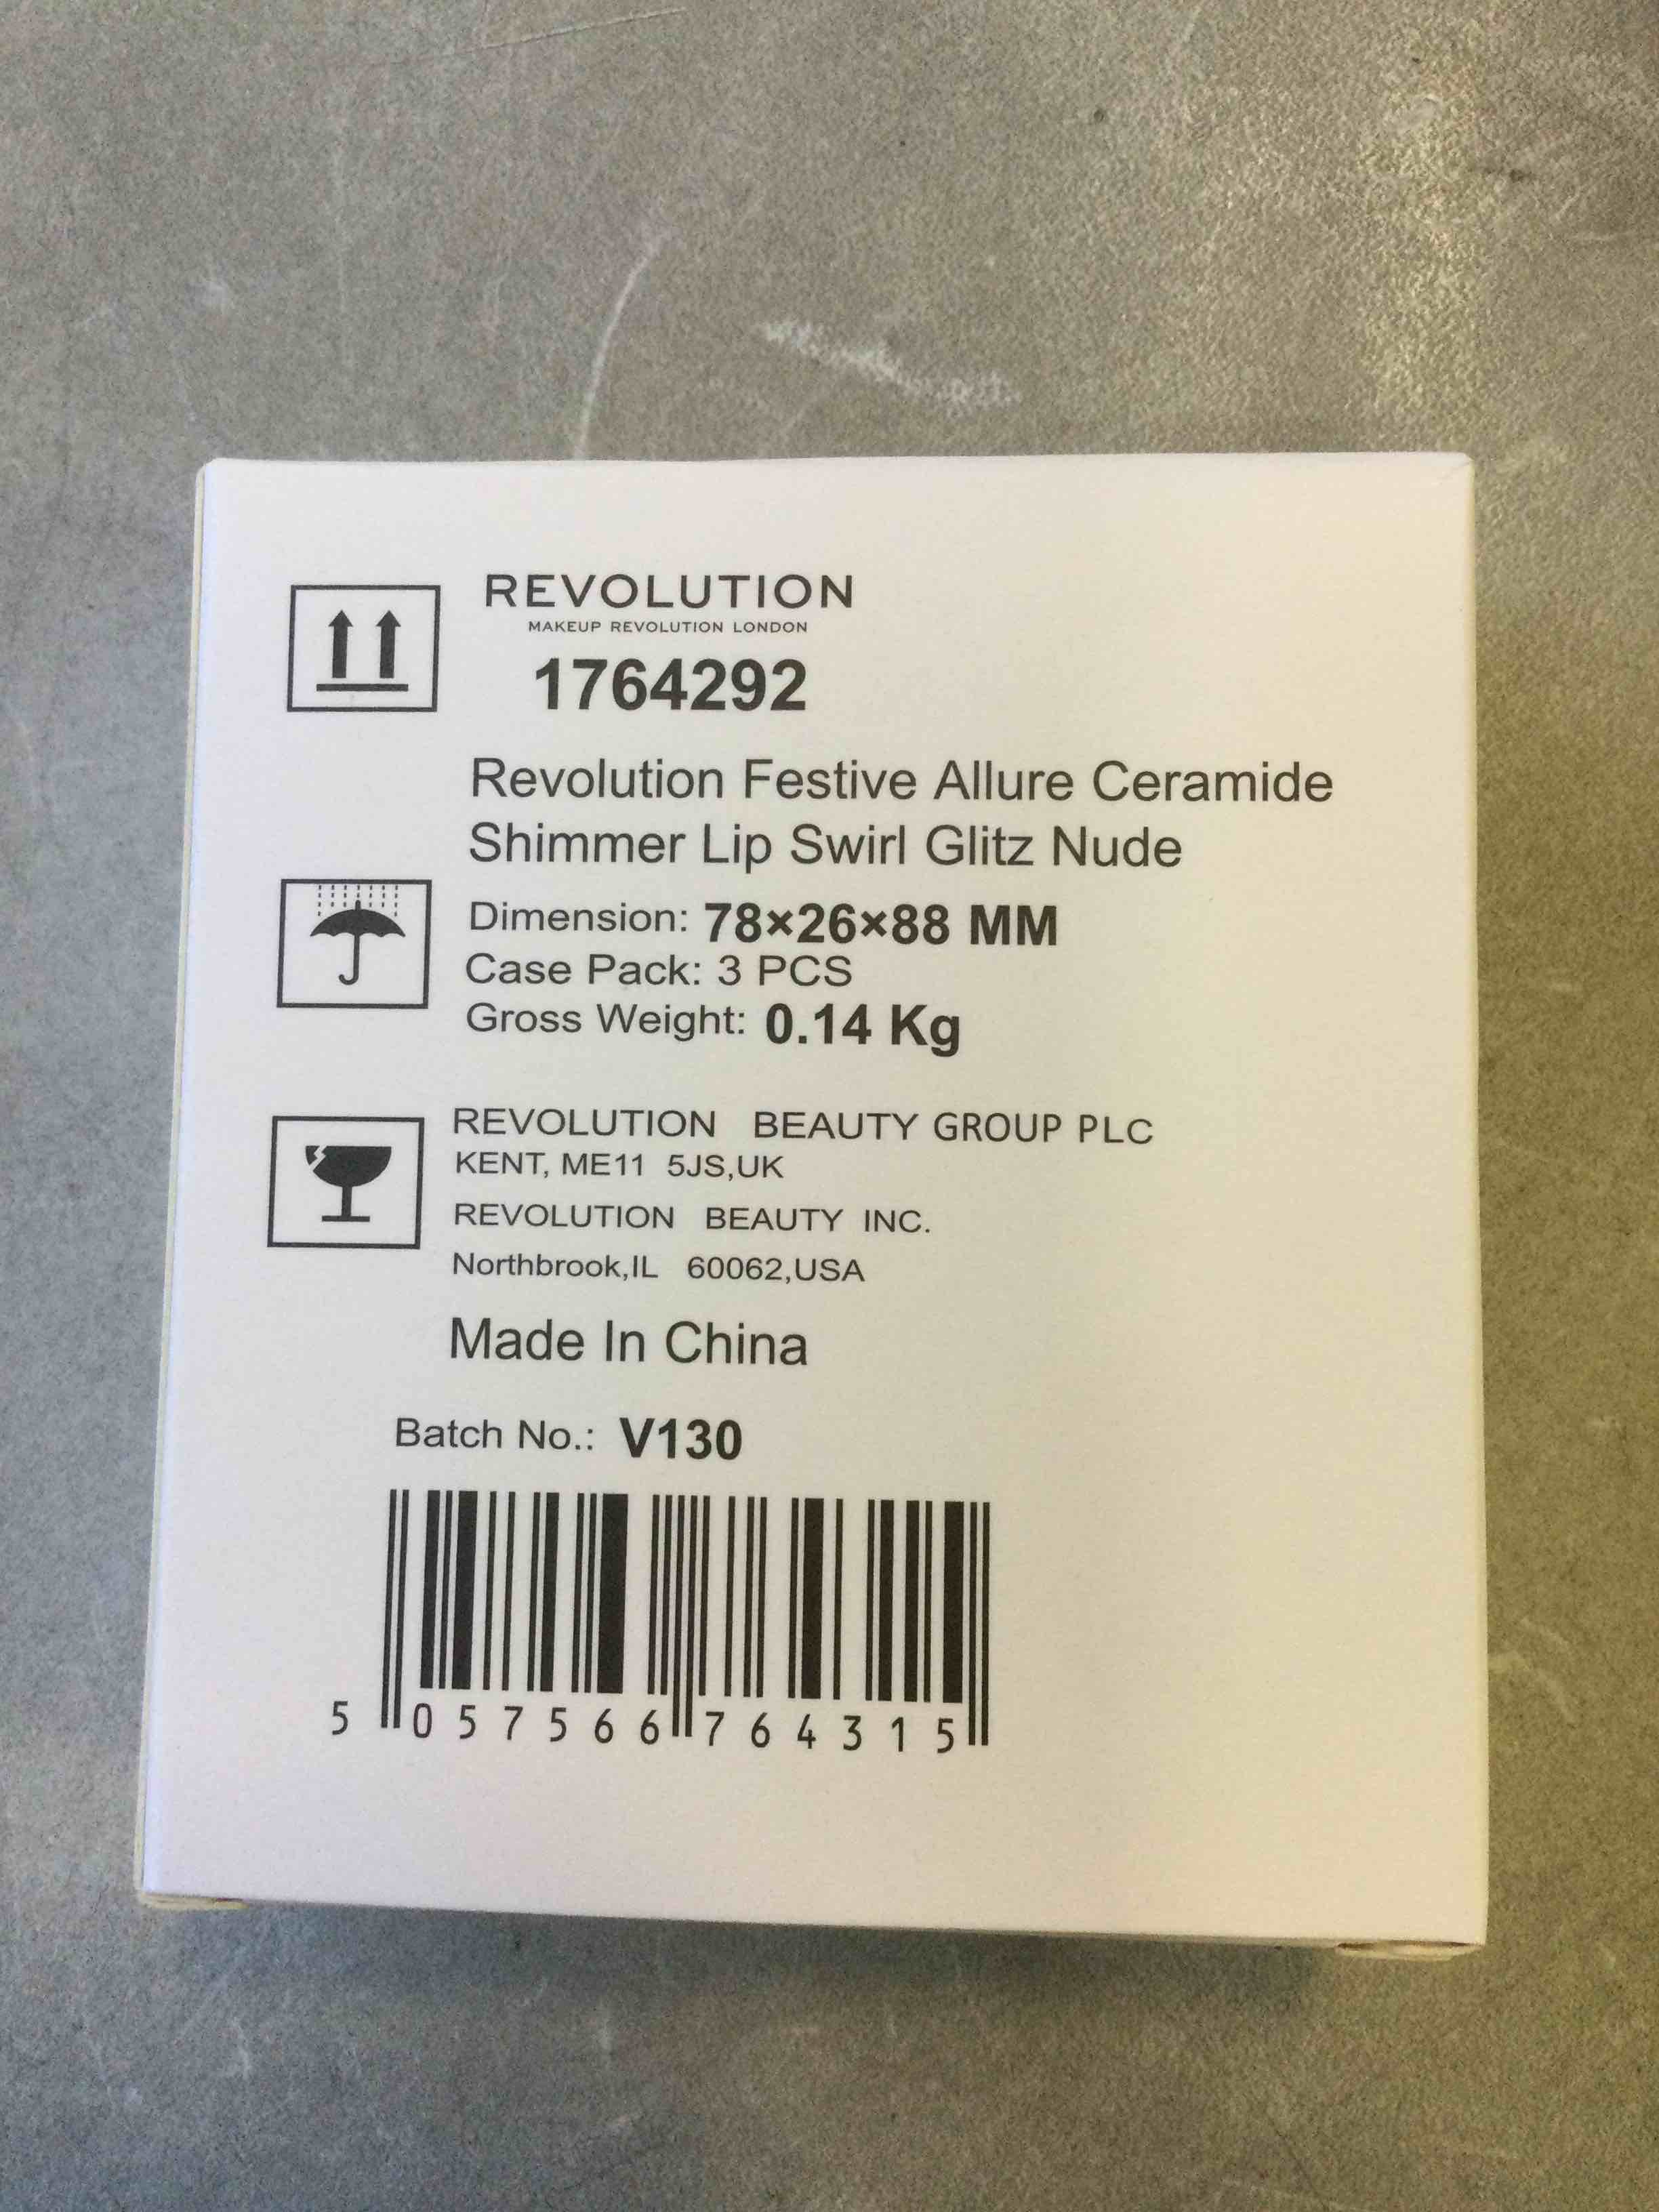 REVOLUTION
MAKEUP REVOLUTION LONDON
1764292
Revolution Festive Allure Ceramide
Shimmer Lip Swirl Glitz Nude
Dimension: 78×26×88 MM
Case Pack: 3 PCS
Gross Weight: 0.14 Kg
REVOLUTION BEAUTY GROUP PLC
KENT, ME11 5JS,UK
REVOLUTION BEAUTY INC.
Northbrook,IL 60062,USA
Made In China
Batch No.: V130
5 057566 764315